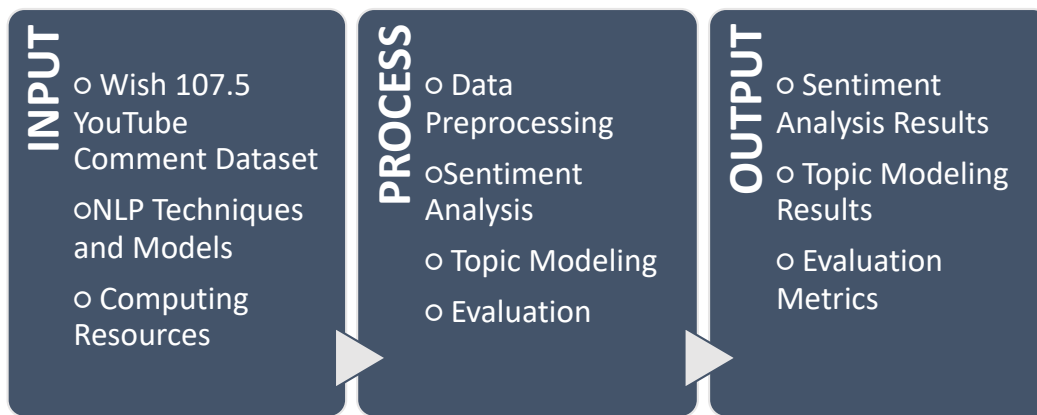 INPUT
○ Wish 107.5
YouTube
Comment Dataset
○NLP Techniques
and Models
○ Computing
Resources
PROCESS
○ Data
Preprocessing
○Sentiment
Analysis
○ Topic Modeling
○ Evaluation
OUTPUT
○ Sentiment
Analysis Results
○ Topic Modeling
Results
○ Evaluation
Metrics